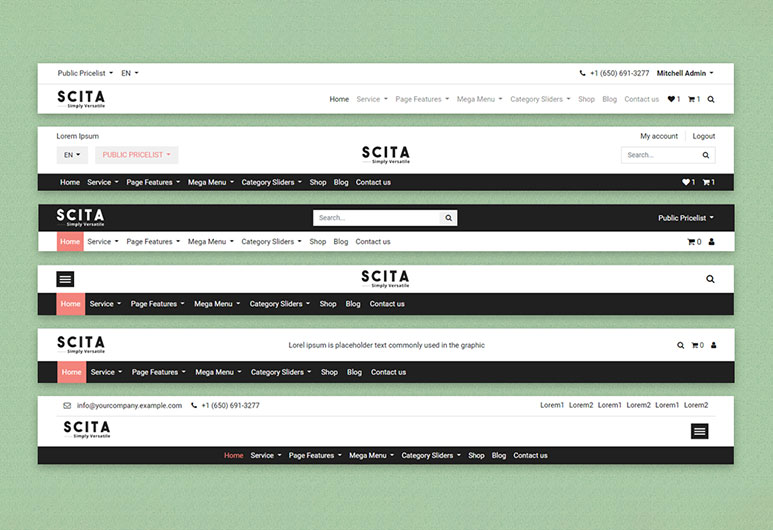 Public Pricelist EN +1 (650) 691-3277 Mitchell Admin
SCITA Home Service Page Features Mega Menu Category Sliders Shop Blog Contact us 1 1
Simply Versatile
Lorem Ipsum My account Logout
EN PUBLIC PRICELIST SCITA Search...
Simply Versatile
Home Service Page Features Mega Menu Category Sliders Shop Blog Contact us 1 1
SCITA Search... Public Pricelist
Simply Versatile
Home Service Page Features Mega Menu Category Sliders Shop Blog Contact us 0
SCITA
Simply Versatile
Home Service Page Features Mega Menu Category Sliders Shop Blog Contact us
SCITA Lorel ipsum is placeholder text commonly used in the graphic 0
Simply Versatile
Home Service Page Features Mega Menu Category Sliders Shop Blog Contact us
info@yourcompany.example.com +1 (650) 691-3277 Lorem1 Lorem2 Lorem1 Lorem2 Lorem1 Lorem2
SCITA
Simply Versatile
Home Service Page Features Mega Menu Category Sliders Shop Blog Contact us